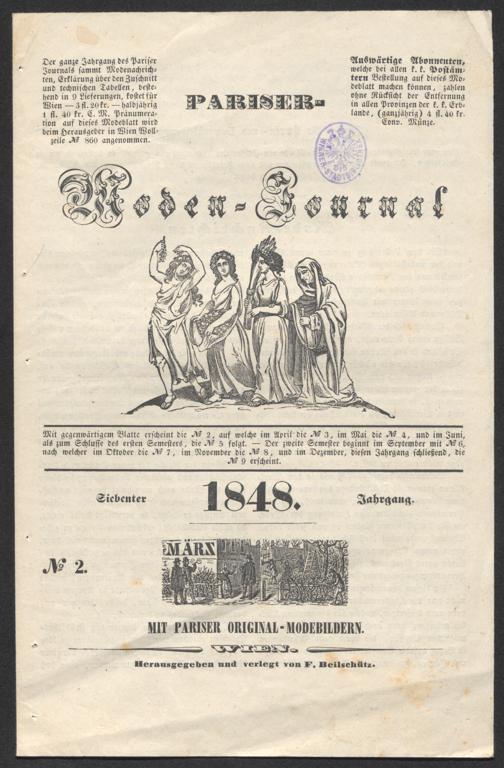 Der ganze Jahrgang des Pariser
Journals sammt Modenachrich-
ten, Erklärung über den Zuschnitt
und technischen Tabellen, beste-
hend in 9 Lieferungen, kostet für
Wien — 3 fl. 20 kr. — halbjährig
1 fl. 40 kr. C. M. Pränumera-
tion auf dieses Modeblatt wird
beim Herausgeber in Wien Woll-
zeile № 860 angenommen.
Auswärtige Abonnenten,
welche bei allen k. k. Postäm-
tern Bestellung auf dieses Mo-
deblatt machen können, zahlen
ohne Rücksicht der Entfernung
in allen Provinzen der k. k. Erb-
lande, (ganzjährig) 4 fl. 40 kr.
Conv. Münze.
PARISER-
Moden-Journal
Mit gegenwärtigem Blatte erscheint die № 2, auf welche im April die № 3, im Mai die № 4, und im Juni,
als zum Schlusse des ersten Semesters, die № 5 folgt. — Der zweite Semester beginnt im September mit № 6,
nach welcher im Oktober die № 7, im November die № 8, und im Dezember, diesen Jahrgang schließend, die
№ 9 erscheint.
Siebenter 1848. Jahrgang.
MÄRZ
№ 2.
MIT PARISER ORIGINAL-MODEBILDERN.
WIEN.
Herausgegeben und verlegt von F. Beilschütz.